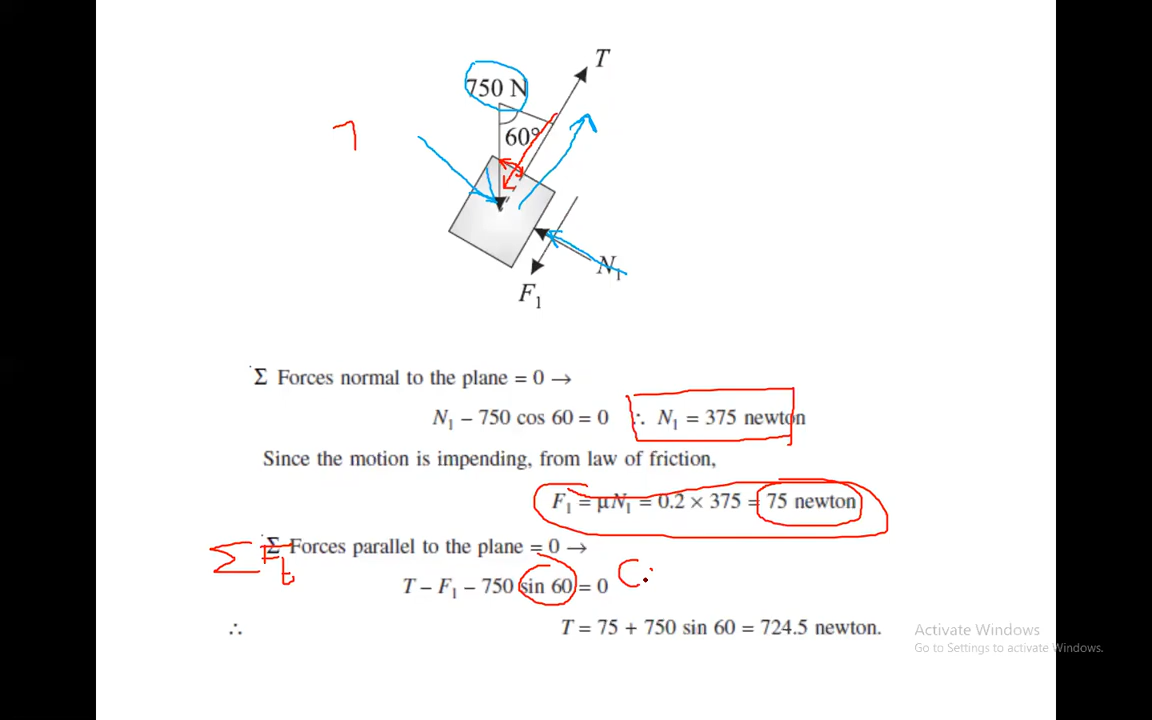 T
750 N
60°
N₁
F₁
Σ Forces normal to the plane = 0 →
N₁ – 750 cos 60 = 0 ∴ N₁ = 375 newton
Since the motion is impending, from law of friction,
F₁ = μN₁ = 0.2 × 375 = 75 newton
Σ Ft
Σ Forces parallel to the plane = 0 →
T – F₁ – 750 sin 60 = 0
∴ T = 75 + 750 sin 60 = 724.5 newton.
Activate Windows
Go to Settings to activate Windows.